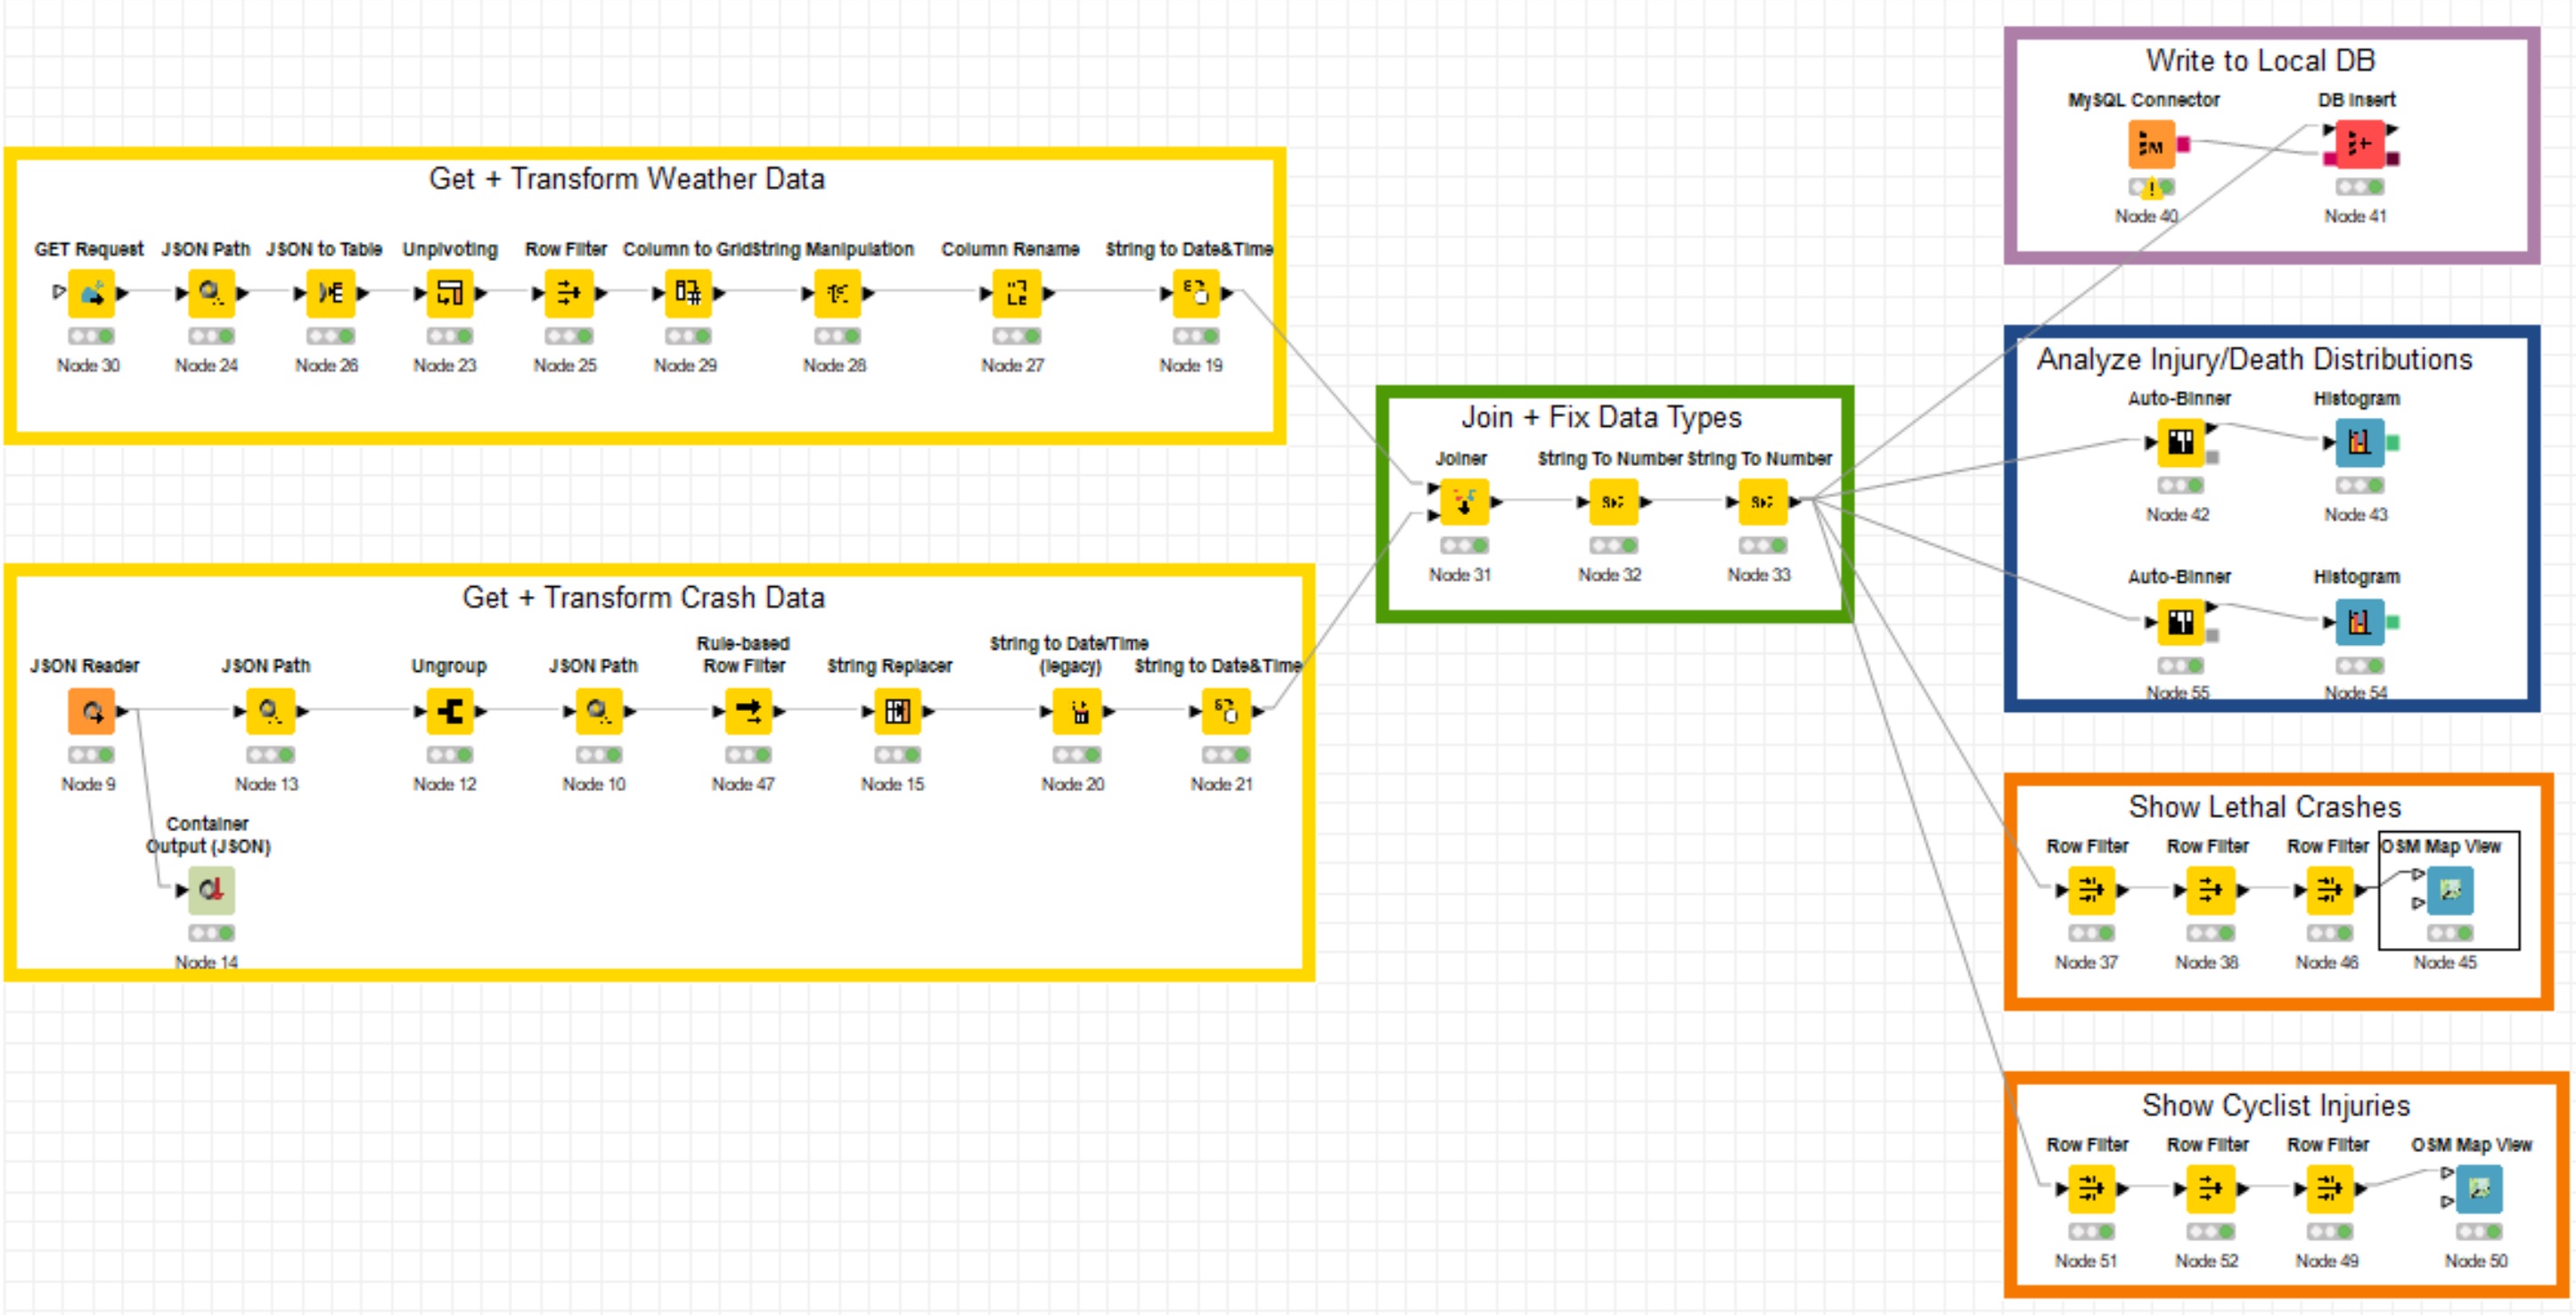 Write to Local DB
MySQL Connector DB Insert
Node 40 Node 41
Get + Transform Weather Data
GET Request JSON Path JSON to Table Unpivoting Row Filter Column to Grid String Manipulation Column Rename String to Date&Time
Node 30 Node 24 Node 26 Node 23 Node 25 Node 29 Node 28 Node 27 Node 19
Analyze Injury/Death Distributions
Auto-Binner Histogram
Node 42 Node 43
Auto-Binner Histogram
Node 55 Node 54
Join + Fix Data Types
Joiner String To Number String To Number
Node 31 Node 32 Node 33
Get + Transform Crash Data
JSON Reader JSON Path Ungroup JSON Path Rule-based
Row Filter String Replacer String to Date/Time
(legacy) String to Date&Time
Node 9 Node 13 Node 12 Node 10 Node 47 Node 15 Node 20 Node 21
Container
Output (JSON)
Node 14
Show Lethal Crashes
Row Filter Row Filter Row Filter OSM Map View
Node 37 Node 38 Node 46 Node 45
Show Cyclist Injuries
Row Filter Row Filter Row Filter OSM Map View
Node 51 Node 52 Node 49 Node 50